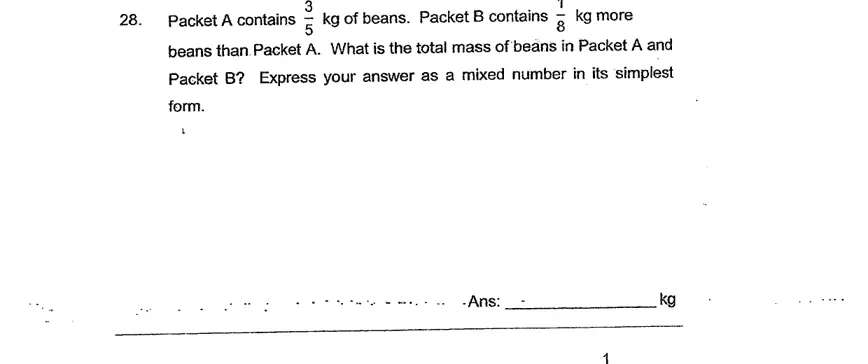 28. Packet A contains 3/5 kg of beans. Packet B contains 1/8 kg more
beans than Packet A. What is the total mass of beans in Packet A and
Packet B? Express your answer as a mixed number in its simplest
form.
Ans: ____________ kg
1